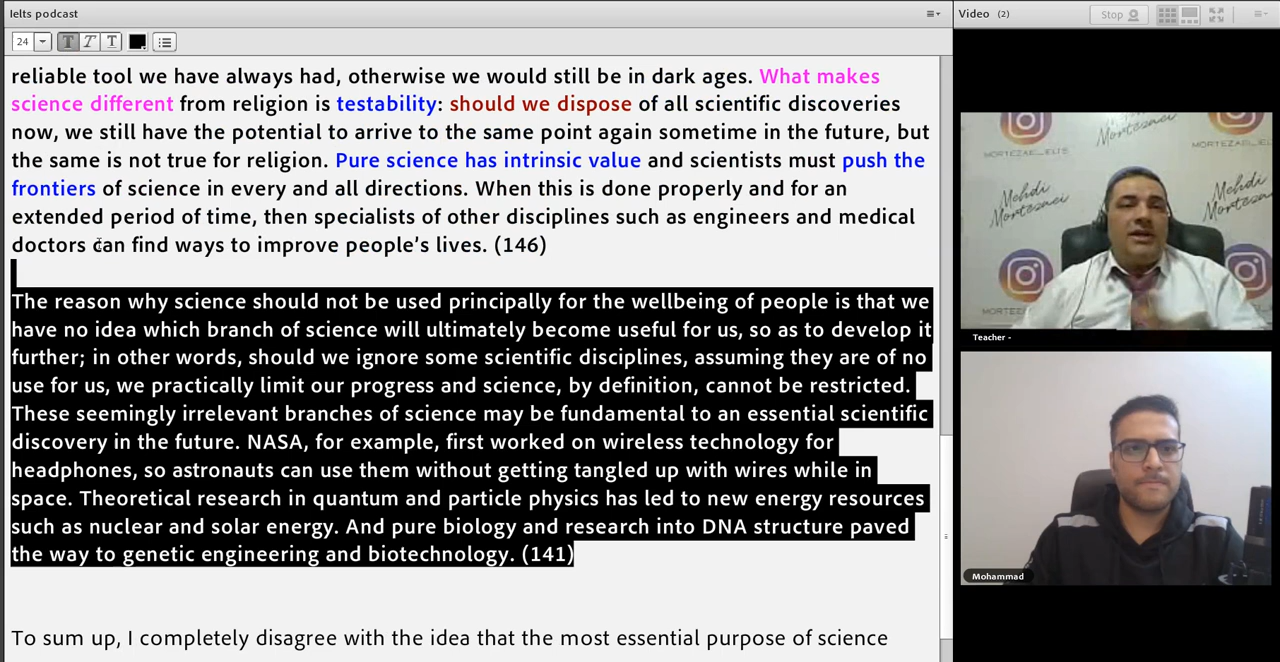 Ielts podcast
Video (2)
Stop
24
T T T
reliable tool we have always had, otherwise we would still be in dark ages. What makes
science different from religion is testability: should we dispose of all scientific discoveries
now, we still have the potential to arrive to the same point again sometime in the future, but
the same is not true for religion. Pure science has intrinsic value and scientists must push the
frontiers of science in every and all directions. When this is done properly and for an
extended period of time, then specialists of other disciplines such as engineers and medical
doctors can find ways to improve people's lives. (146)
The reason why science should not be used principally for the wellbeing of people is that we
have no idea which branch of science will ultimately become useful for us, so as to develop it
further; in other words, should we ignore some scientific disciplines, assuming they are of no
use for us, we practically limit our progress and science, by definition, cannot be restricted.
These seemingly irrelevant branches of science may be fundamental to an essential scientific
discovery in the future. NASA, for example, first worked on wireless technology for
headphones, so astronauts can use them without getting tangled up with wires while in
space. Theoretical research in quantum and particle physics has led to new energy resources
such as nuclear and solar energy. And pure biology and research into DNA structure paved
the way to genetic engineering and biotechnology. (141)
To sum up, I completely disagree with the idea that the most essential purpose of science
MORTEZAEI_IELTS
Mehdi
Mortezaei
Mehdi
Mortezaei
Teacher -
Mohammad